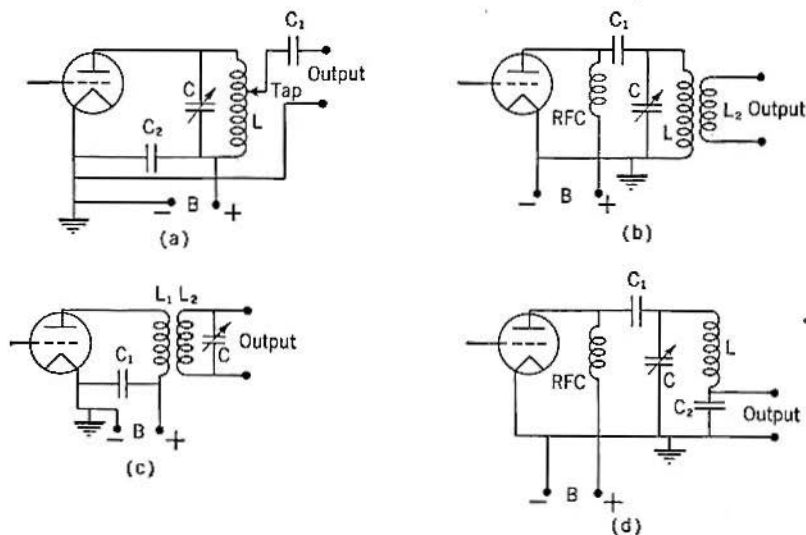 C₁
Output
C
Tap
L
C₂
− B +
(a)
C₁
C
RFC
L
L₂ Output
− B +
(b)
L₁ L₂
C₁
C
Output
− B +
(c)
C₁
L
RFC
C
C₂
Output
− B +
(d)